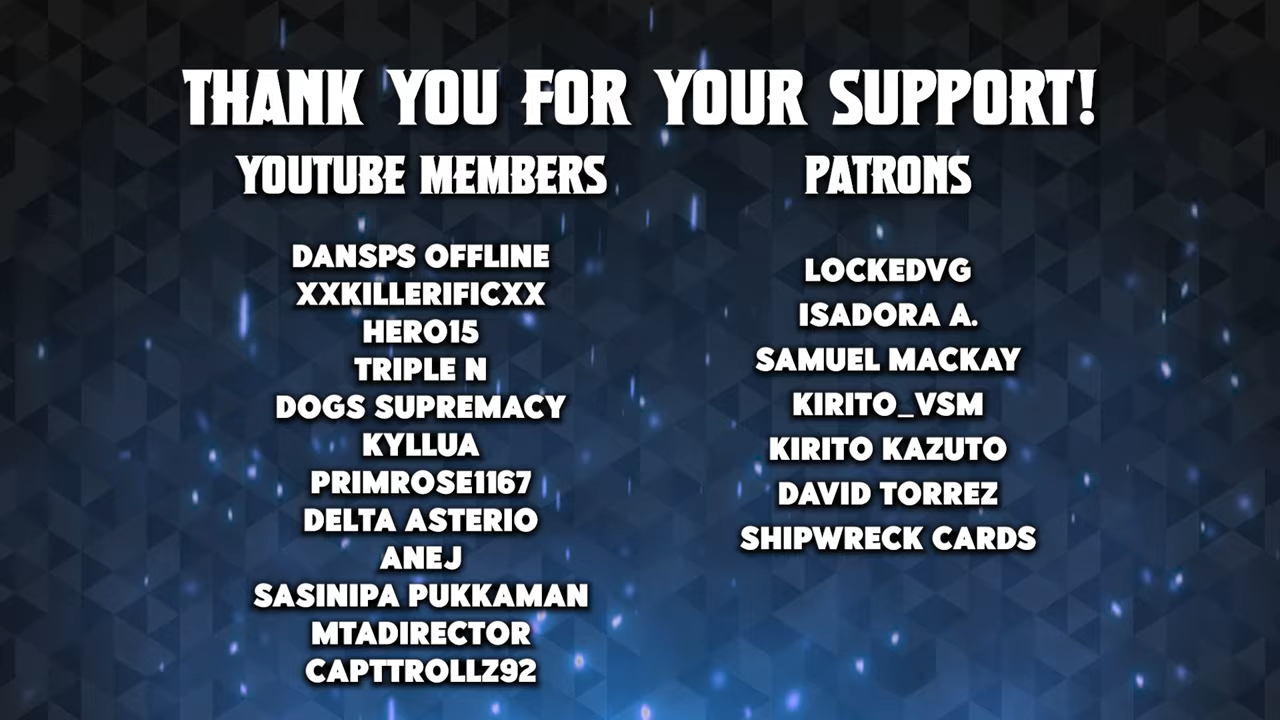 THANK YOU FOR YOUR SUPPORT!
YOUTUBE MEMBERS
DANSPS OFFLINE
XXKILLERIFICXX
HERO15
TRIPLE N
DOGS SUPREMACY
KYLLUA
PRIMROSE1167
DELTA ASTERIO
ANEJ
SASINIPA PUKKAMAN
MTADIRECTOR
CAPTTROLLZ92
PATRONS
LOCKEDVG
ISADORA A.
SAMUEL MACKAY
KIRITO_VSM
KIRITO KAZUTO
DAVID TORREZ
SHIPWRECK CARDS